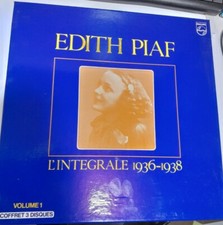 PHILIPS
EDITH PIAF
L'INTEGRALE 1936-1938
VOLUME 1
COFFRET 3 DISQUES